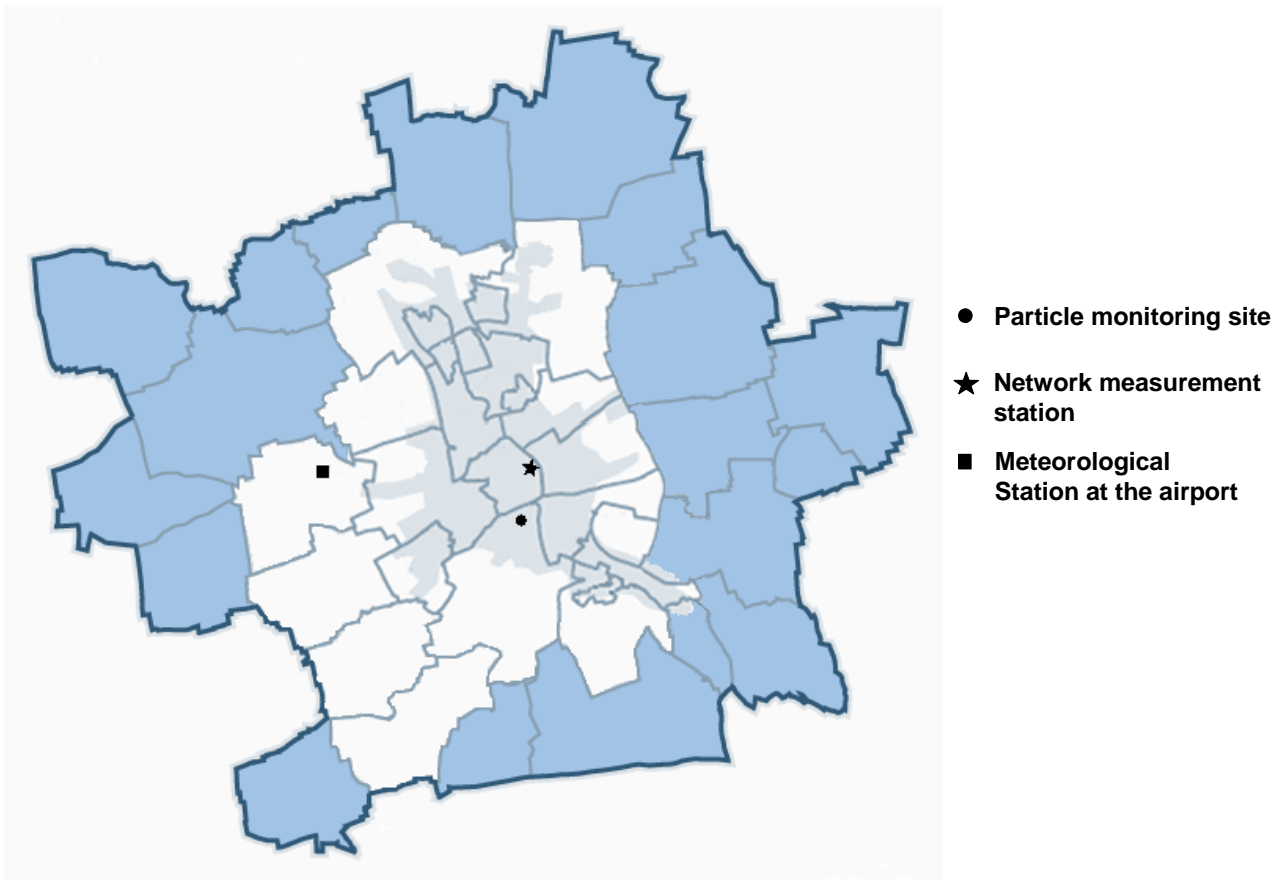 Particle monitoring site
Network measurement
station
Meteorological
Station at the airport